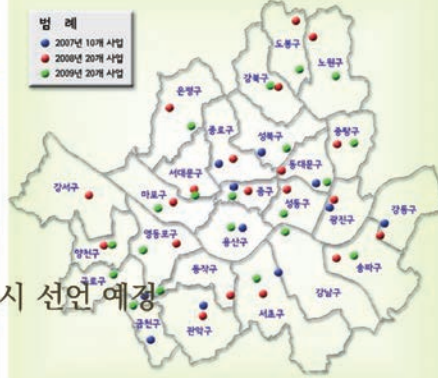 범 례
2007년 10개 사업
2008년 20개 사업
2009년 20개 사업
도봉구
노원구
강북구
은평구
종로구
성북구
중랑구
서대문구
동대문구
강서구
마포구
중구
성동구
광진구
강동구
양천구
영등포구
용산구
구로구
동작구
송파구
시 선언 예정
강남구
금천구
관악구
서초구